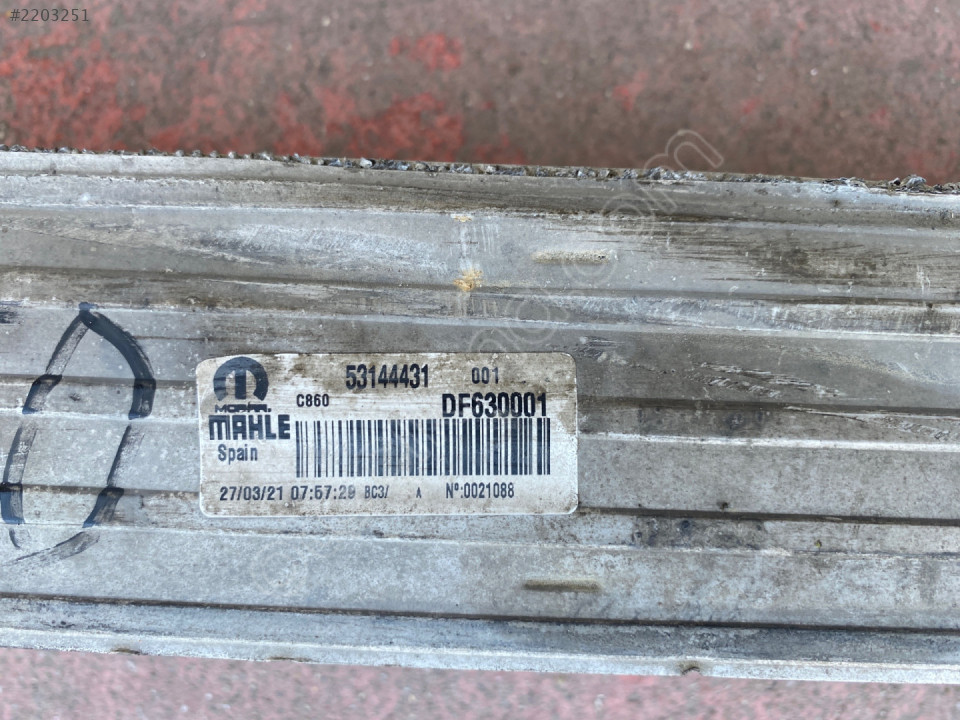 #2203251
53144431 001
C860
DF630001
MOPAR
MAHLE
Spain
27/03/21 07:57:29 BC3/ A Nº:0021088